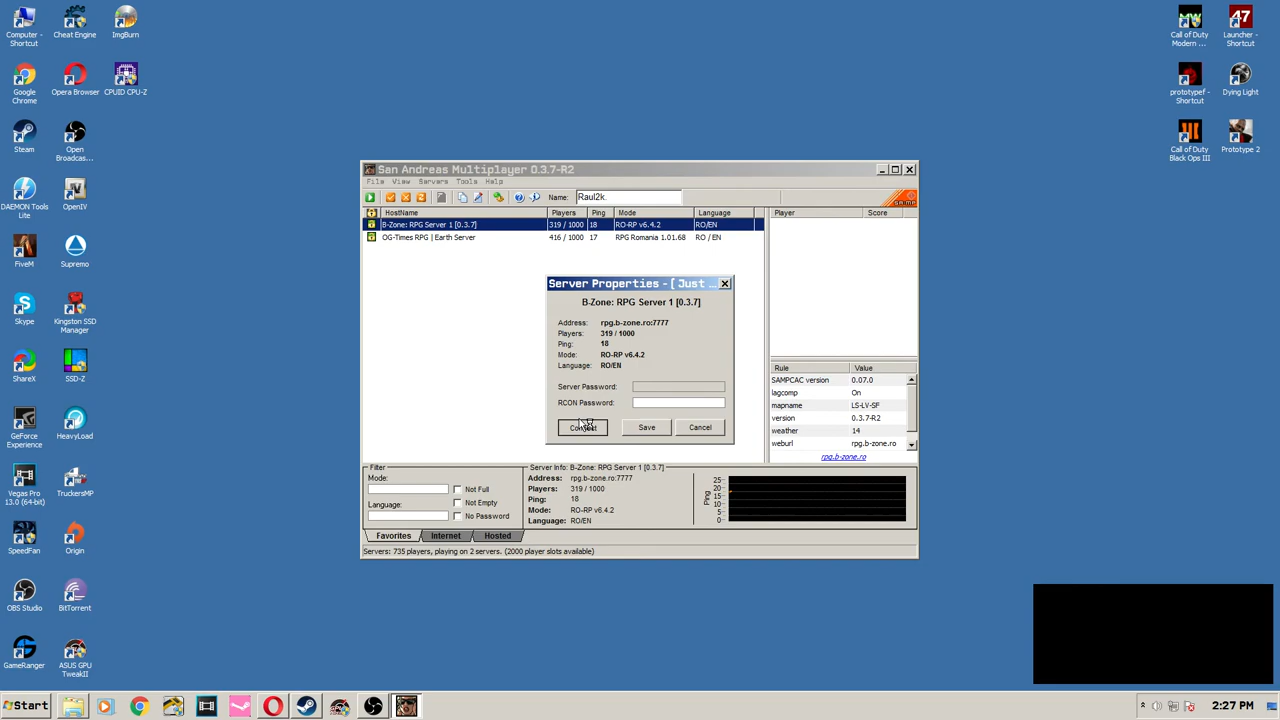 Computer -
Shortcut
Cheat Engine
ImgBurn
Google
Chrome
Opera Browser
CPUID CPU-Z
Steam
Open
Broadcas...
DAEMON Tools
Lite
OpenIV
FiveM
Supremo
Skype
Kingston SSD
Manager
ShareX
SSD-Z
GeForce
Experience
HeavyLoad
Vegas Pro
13.0 (64-bit)
TruckersMP
SpeedFan
Origin
OBS Studio
BitTorrent
GameRanger
ASUS GPU
TweakII
Call of Duty
Modern ...
Launcher -
Shortcut
prototypef -
Shortcut
Dying Light
Call of Duty
Black Ops III
Prototype 2
San Andreas Multiplayer 0.3.7-R2
File View Servers Tools Help
Name: Raul2k.
HostName Players Ping Mode Language
B-Zone: RPG Server 1 [0.3.7] 319 / 1000 18 RO-RP v6.4.2 RO/EN
OG-Times RPG | Earth Server 416 / 1000 17 RPG Romania 1.01.68 RO / EN
Player Score
Server Properties - [ Just ...
B-Zone: RPG Server 1 [0.3.7]
Address: rpg.b-zone.ro:7777
Players: 319 / 1000
Ping: 18
Mode: RO-RP v6.4.2
Language: RO/EN
Server Password:
RCON Password:
Save Cancel
Rule Value
SAMPCAC version 0.07.0
lagcomp On
mapname LS-LV-SF
version 0.3.7-R2
weather 14
weburl rpg.b-zone.ro
rpg.b-zone.ro
Filter
Mode:
Not Full
Not Empty
Language:
No Password
Server Info: B-Zone: RPG Server 1 [0.3.7]
Address: rpg.b-zone.ro:7777
Players: 319 / 1000
Ping: 18
Mode: RO-RP v6.4.2
Language: RO/EN
Ping
25
20
15
10
5
0
Favorites Internet Hosted
Servers: 735 players, playing on 2 servers. (2000 player slots available)
Start
2:27 PM